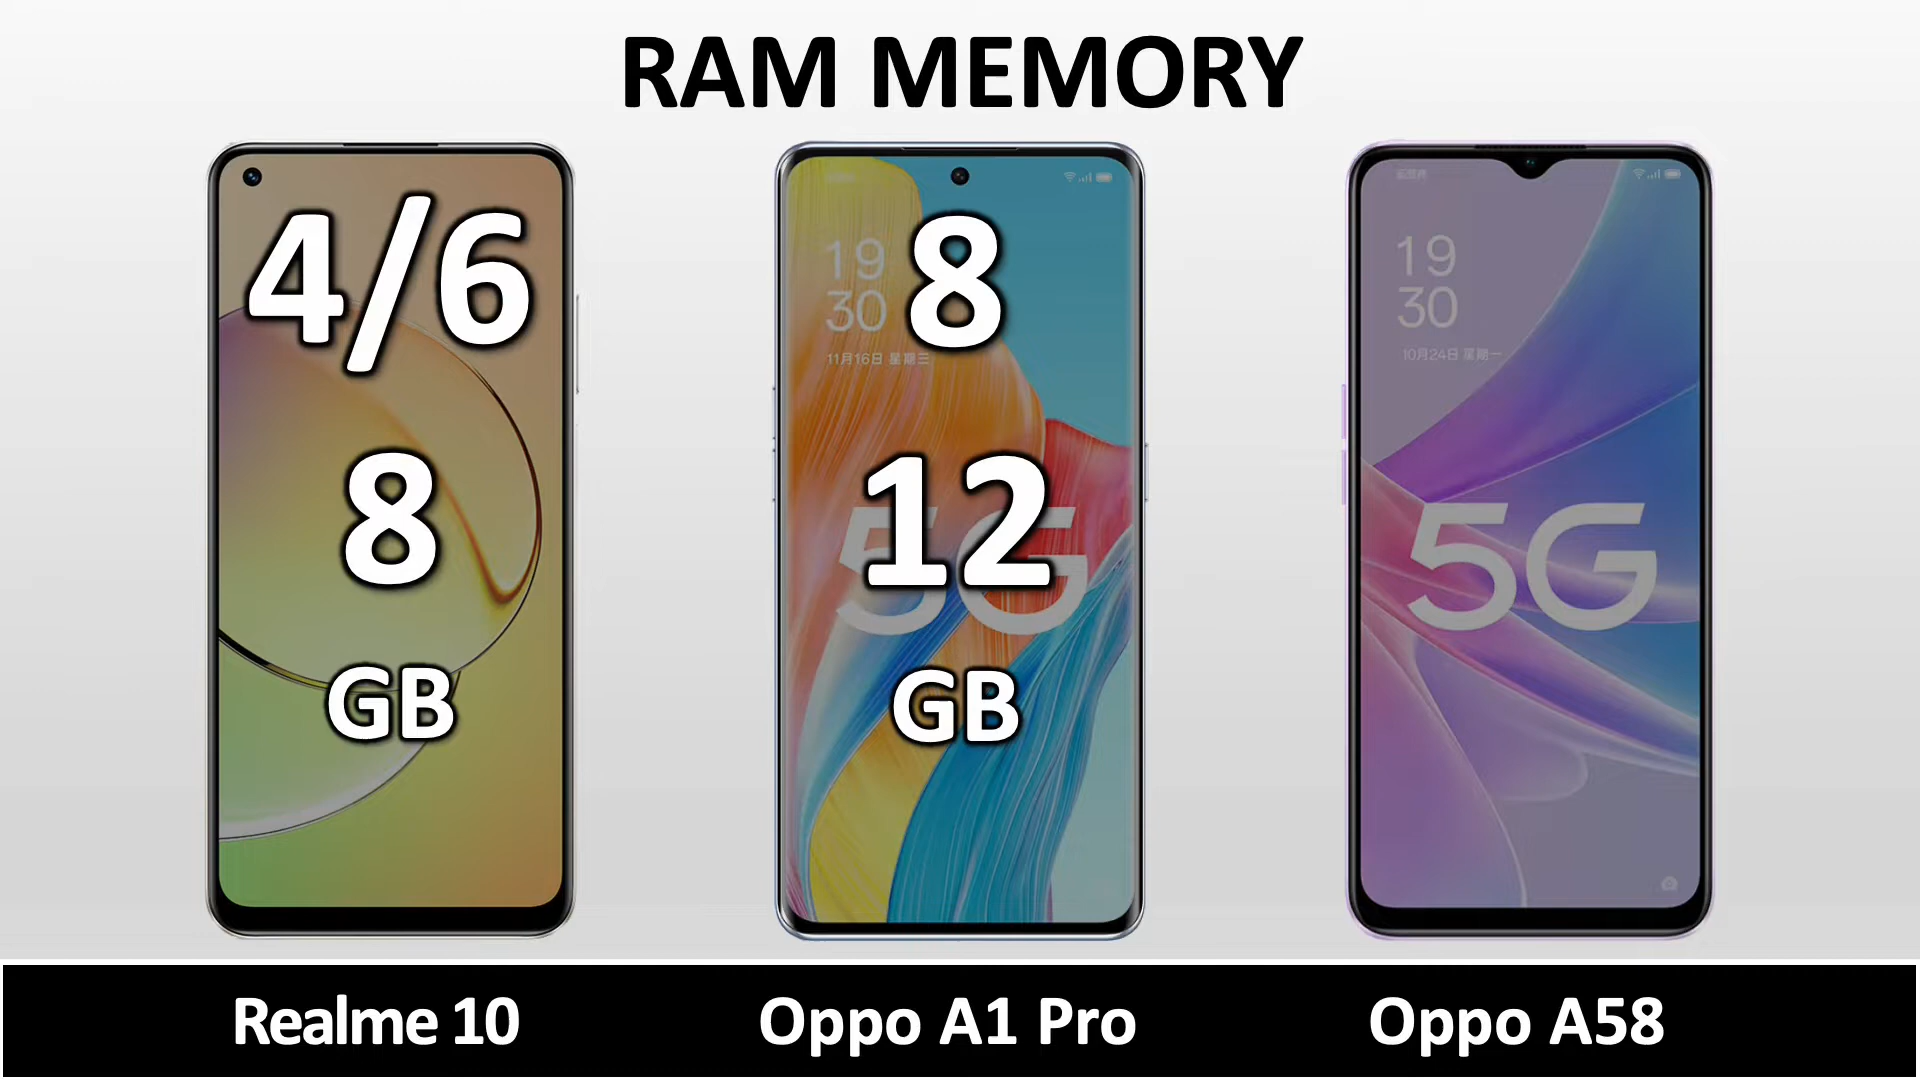 RAM MEMORY
4/6
8
GB
19
30
11月16日 星期三
8
12
5G
GB
19
30
10月24日 星期一
5G
Realme 10
Oppo A1 Pro
Oppo A58